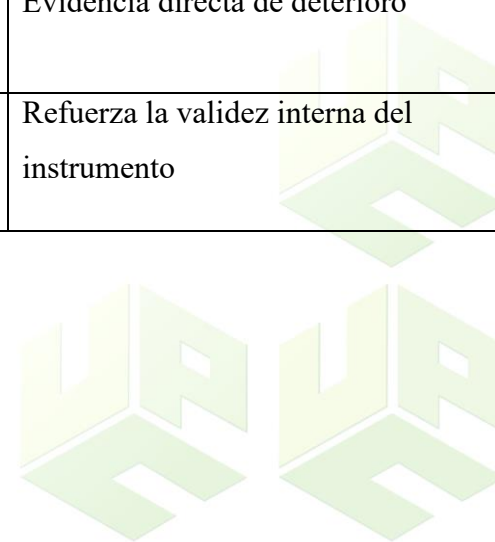 Evidencia directa de deterioro
Refuerza la validez interna del
instrumento